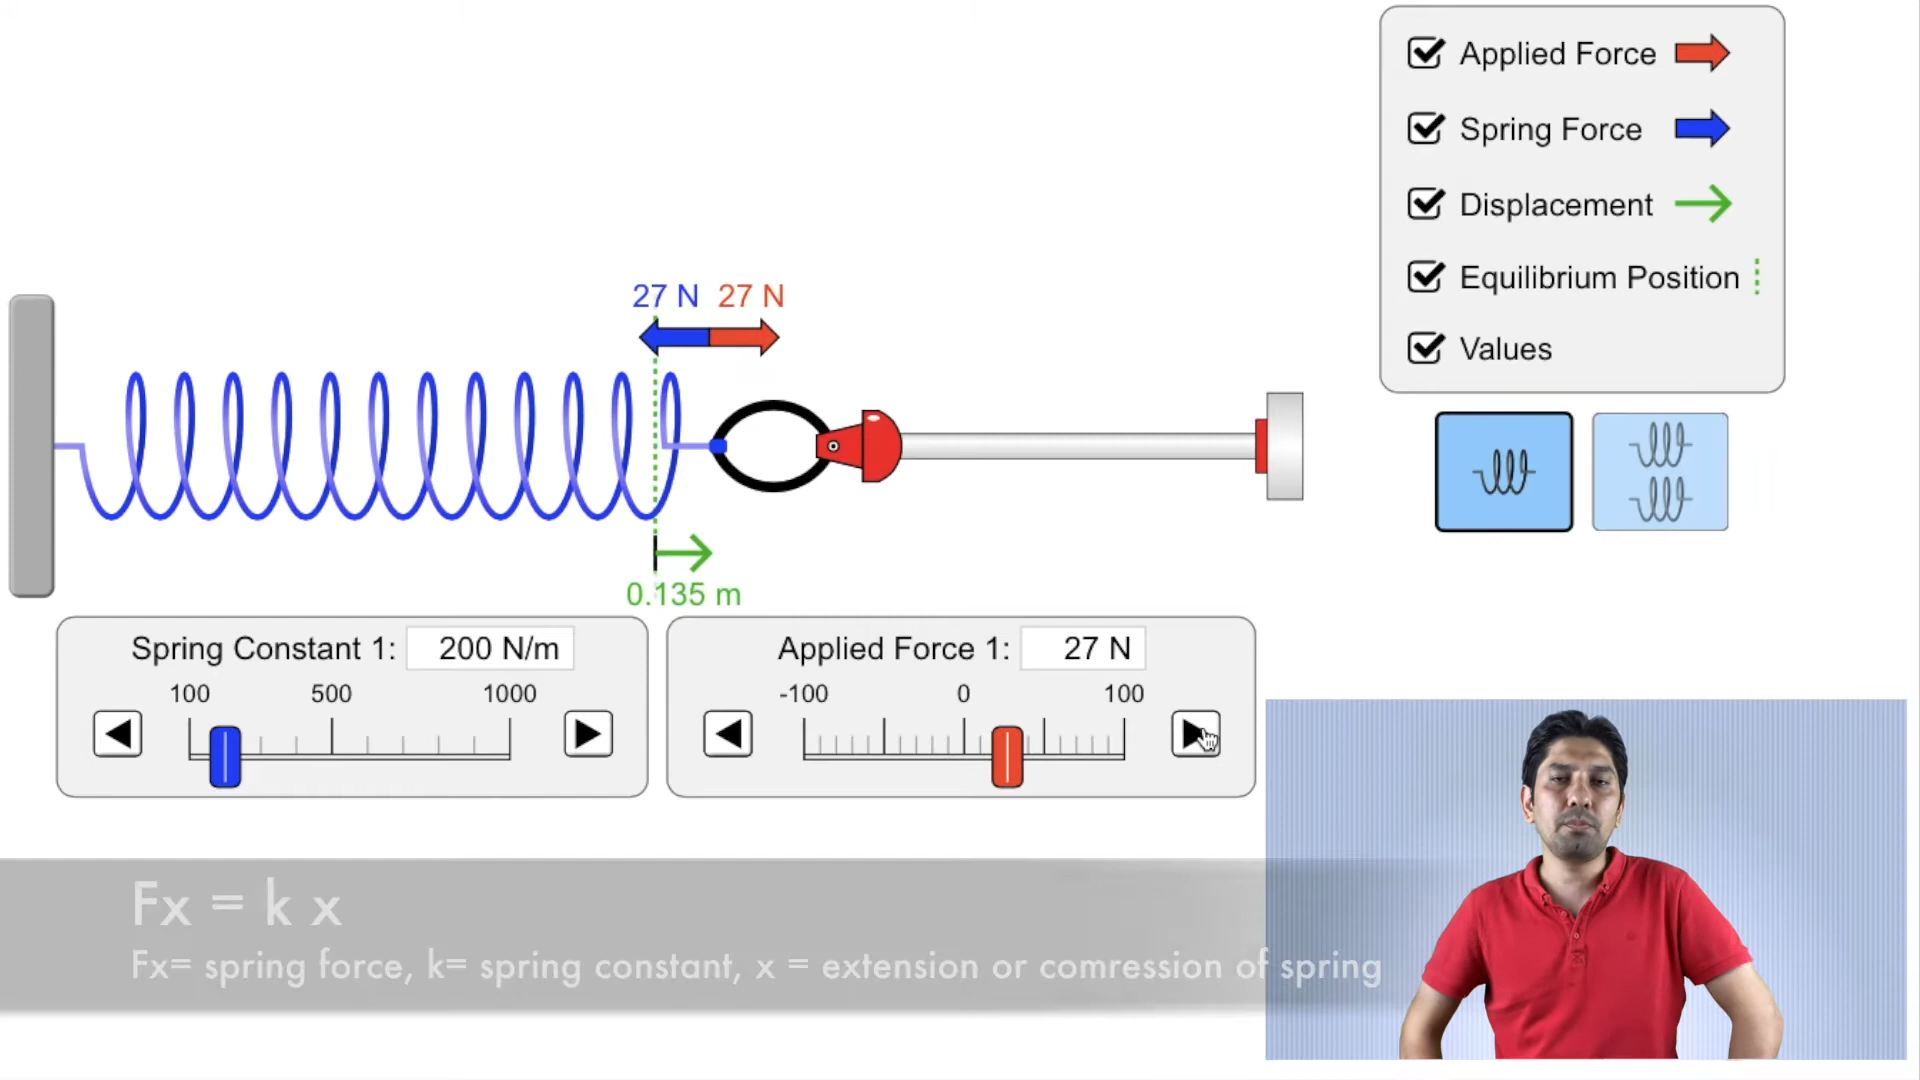 Applied Force
Spring Force
Displacement
Equilibrium Position
Values
27 N 27 N
0.135 m
Spring Constant 1: 200 N/m
100 500 1000
Applied Force 1: 27 N
-100 0 100
Fx = k x
Fx= spring force, k= spring constant, x = extension or comression of spring